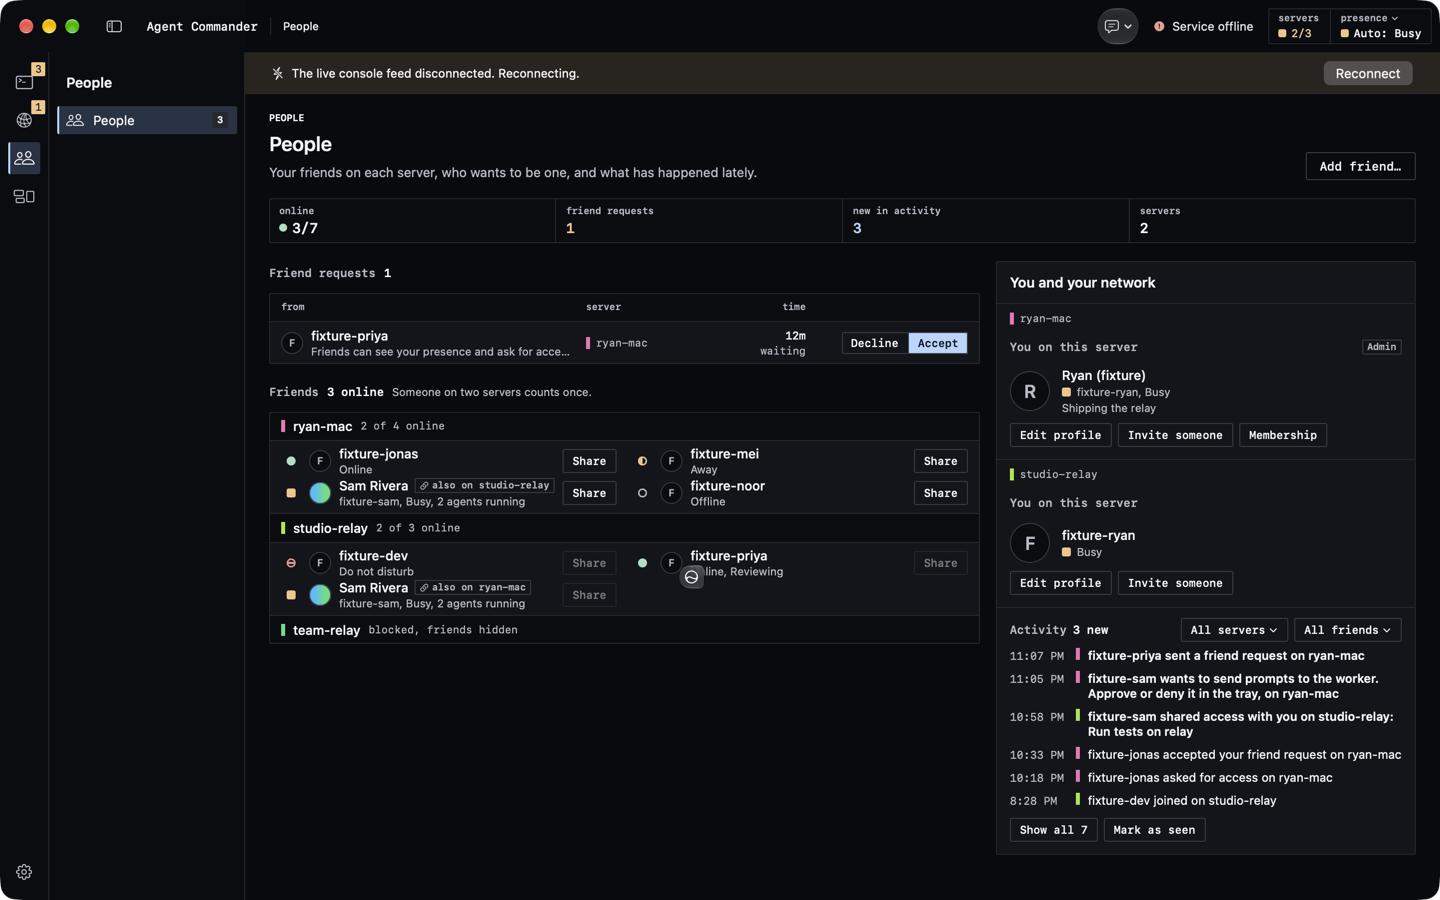 Agent Commander
People
Service offline
servers
2/3
presence
Auto: Busy
3
1
People
People
3
The live console feed disconnected. Reconnecting.
Reconnect
PEOPLE
People
Your friends on each server, who wants to be one, and what has happened lately.
Add friend…
online
3/7
friend requests
1
new in activity
3
servers
2
Friend requests 1
from
server
time
F
fixture-priya
Friends can see your presence and ask for acce…
ryan-mac
12m
waiting
Decline
Accept
Friends 3 online Someone on two servers counts once.
ryan-mac 2 of 4 online
F
fixture-jonas
Online
Share
F
fixture-mei
Away
Share
Sam Rivera
also on studio-relay
fixture-sam, Busy, 2 agents running
Share
F
fixture-noor
Offline
Share
studio-relay 2 of 3 online
F
fixture-dev
Do not disturb
Share
F
fixture-priya
line, Reviewing
Share
Sam Rivera
also on ryan-mac
fixture-sam, Busy, 2 agents running
Share
team-relay blocked, friends hidden
You and your network
ryan-mac
You on this server
Admin
R
Ryan (fixture)
fixture-ryan, Busy
Shipping the relay
Edit profile
Invite someone
Membership
studio-relay
You on this server
F
fixture-ryan
Busy
Edit profile
Invite someone
Activity 3 new
All servers
All friends
11:07 PM fixture-priya sent a friend request on ryan-mac
11:05 PM fixture-sam wants to send prompts to the worker.
Approve or deny it in the tray, on ryan-mac
10:58 PM fixture-sam shared access with you on studio-relay:
Run tests on relay
10:33 PM fixture-jonas accepted your friend request on ryan-mac
10:18 PM fixture-jonas asked for access on ryan-mac
8:28 PM fixture-dev joined on studio-relay
Show all 7
Mark as seen